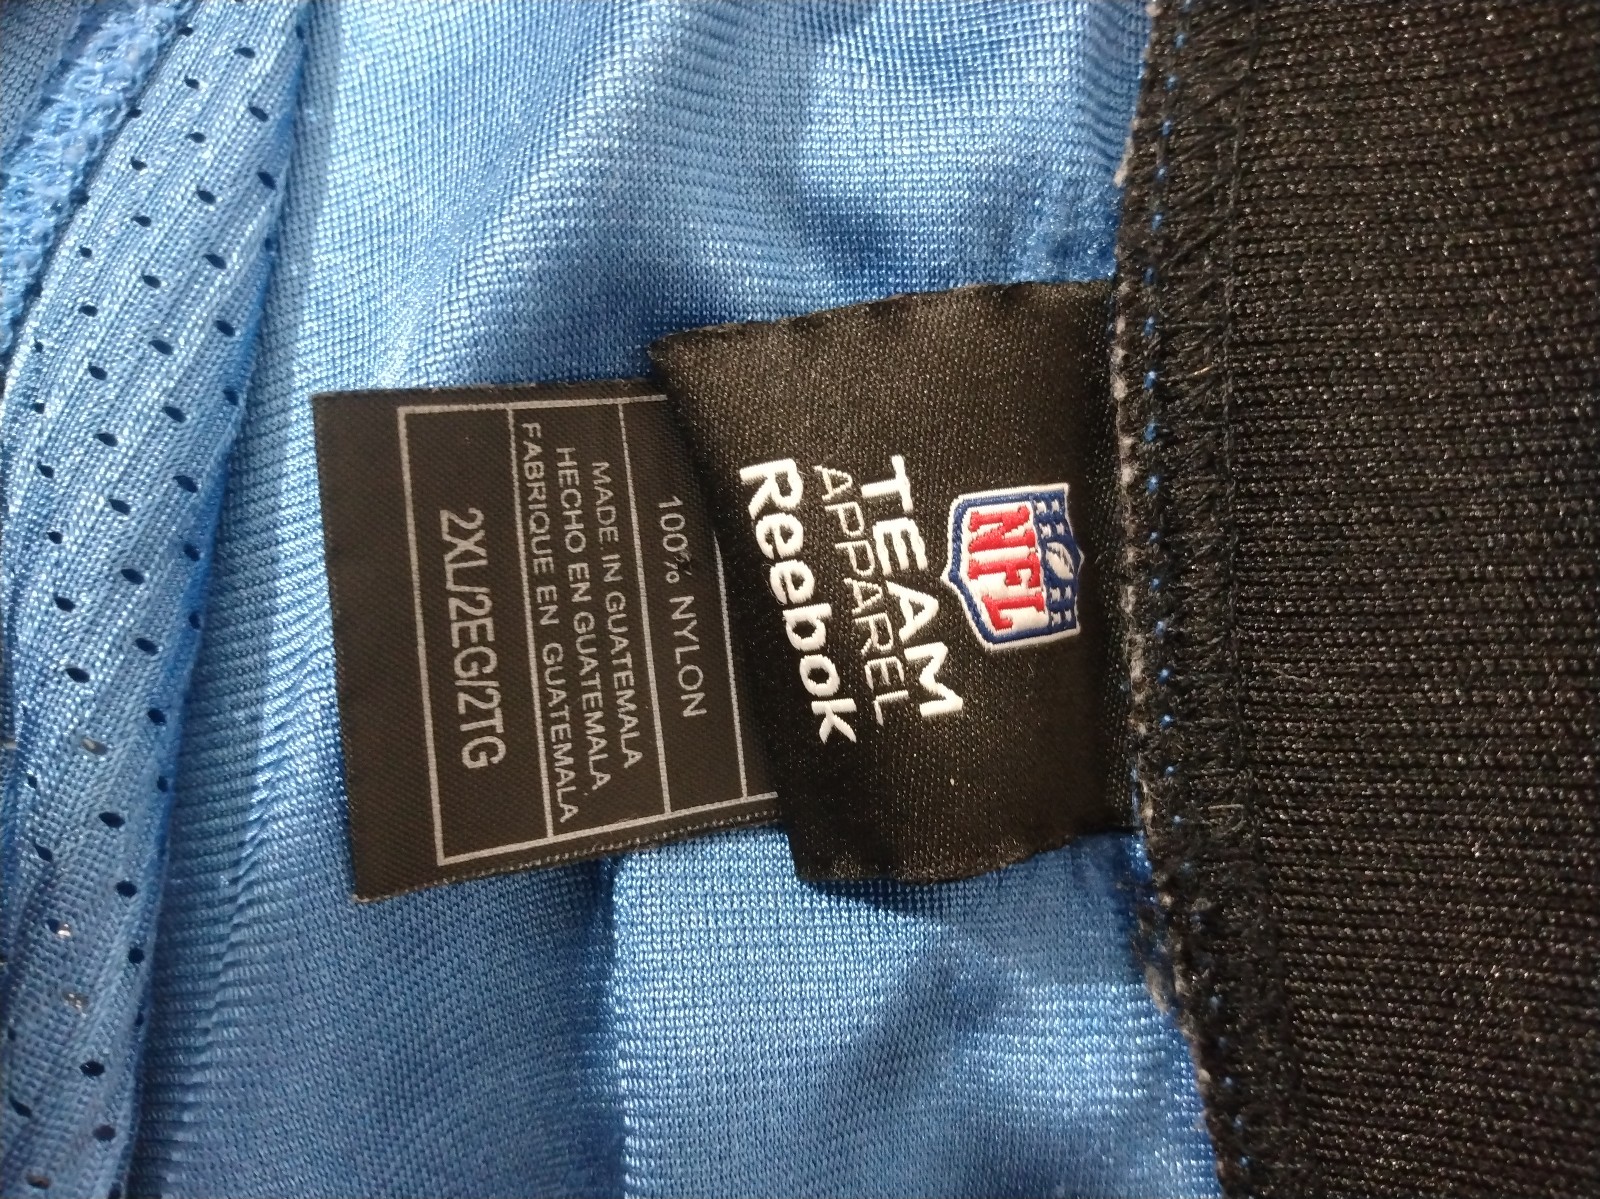 NFL
TEAM
APPAREL
Reebok
100% NYLON
MADE IN GUATEMALA
HECHO EN GUATEMALA
FABRIQUE EN GUATEMALA
2XL/2EG/2TG